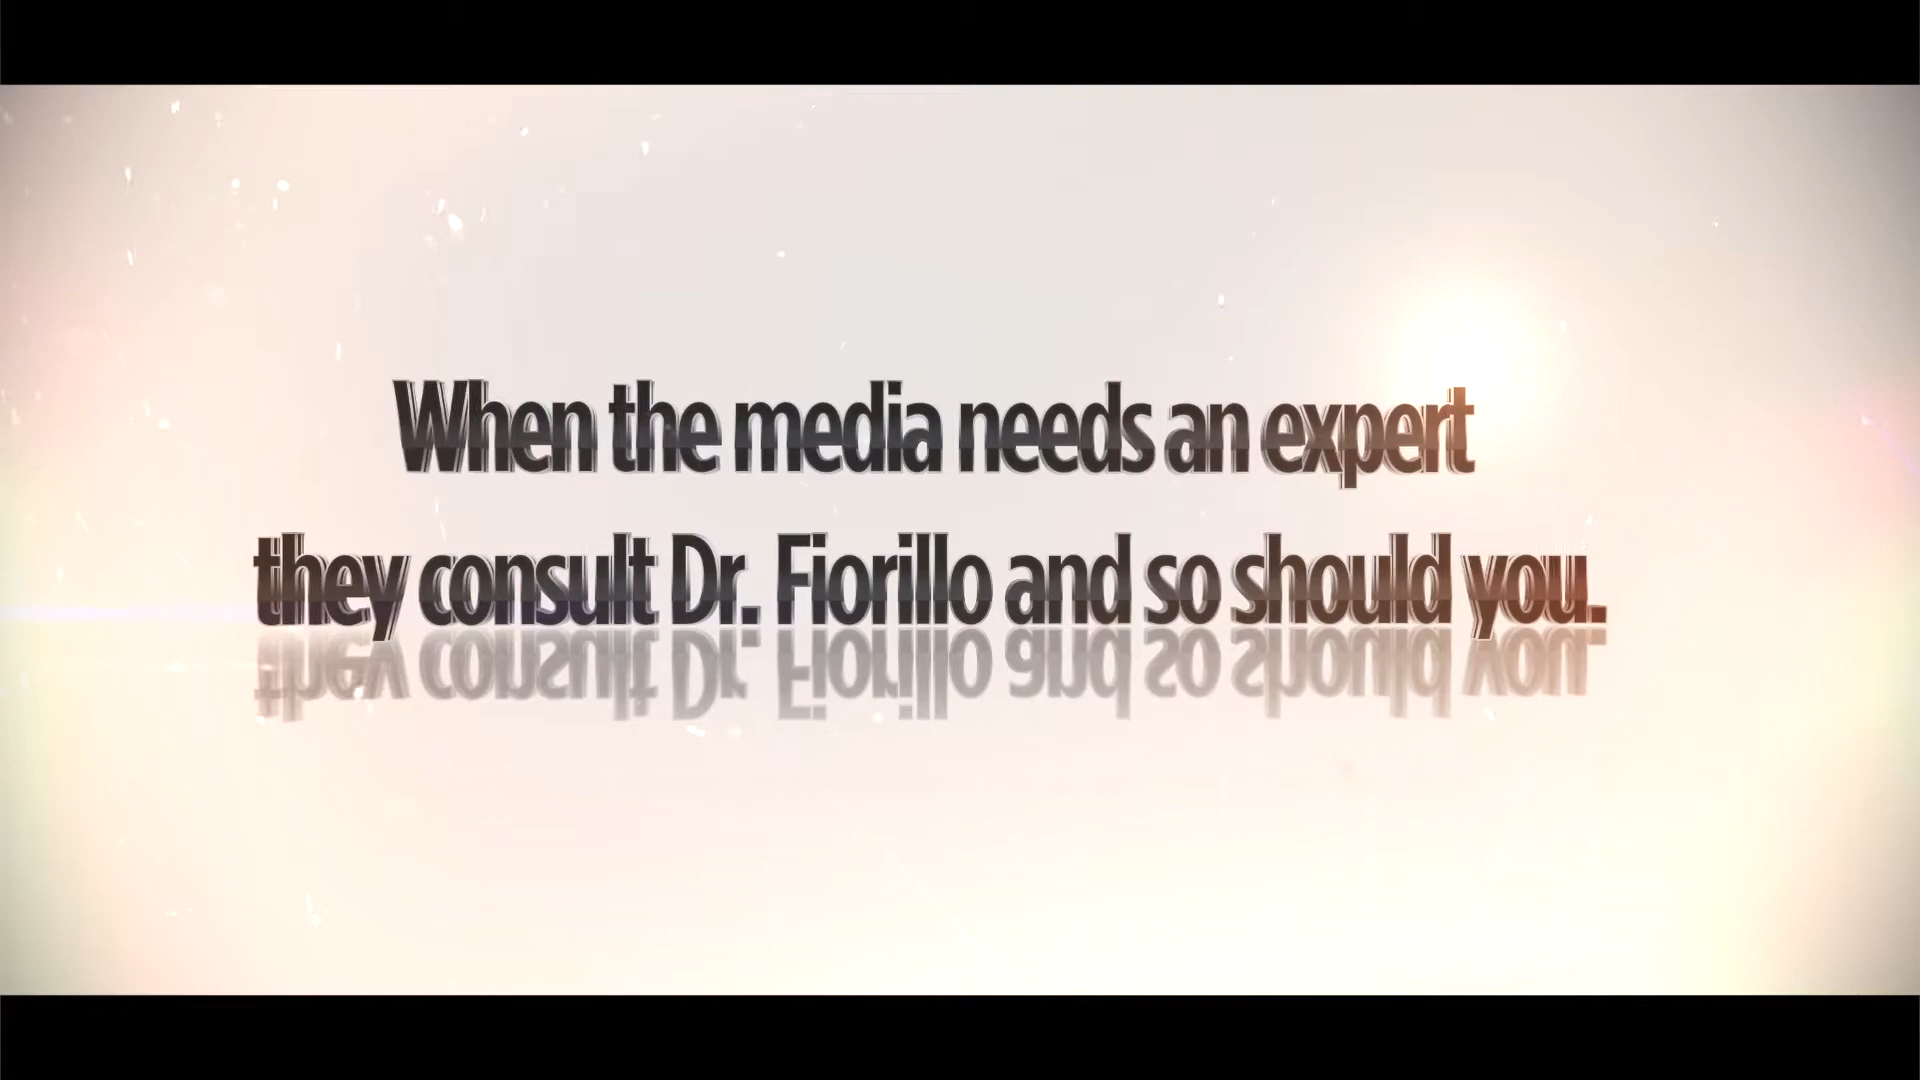 When the media needs an expert
they consult Dr. Fiorillo and so should you.